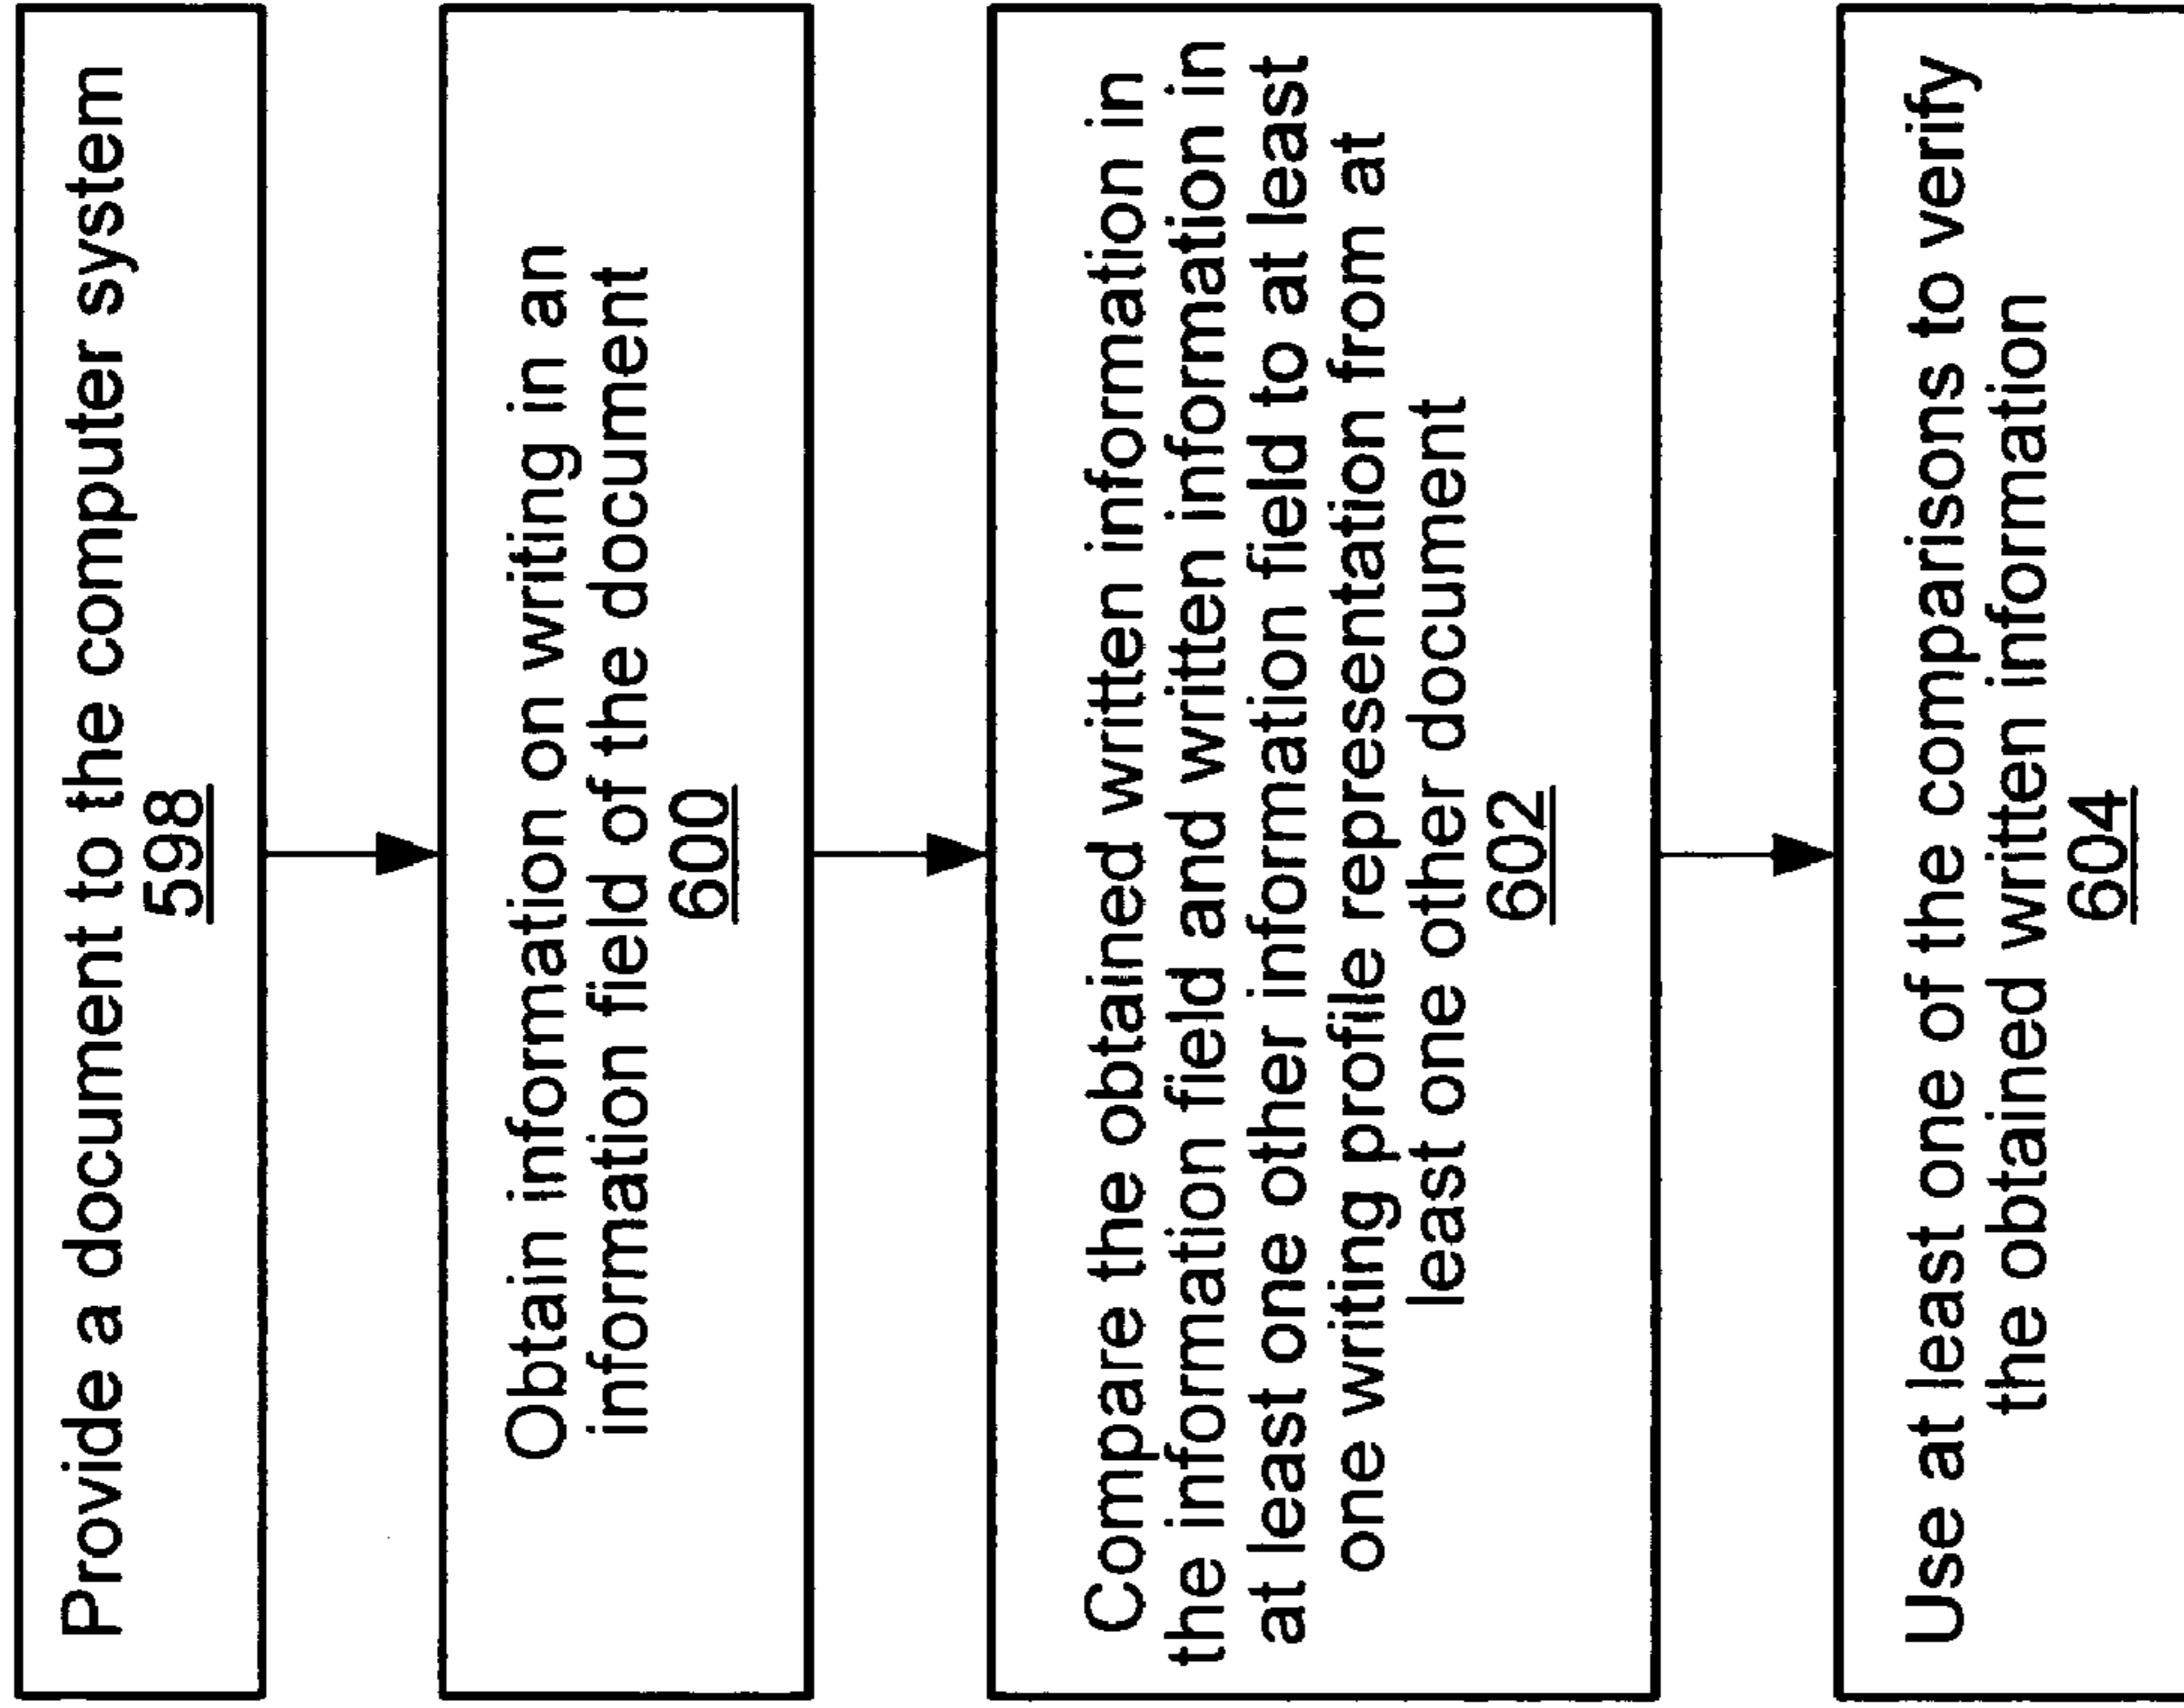 Provide a document to the computer system
598
Obtain information on writing in an
information field of the document
600
Compare the obtained written information in
the information field and written information in
at least one other information field to at least
one writing profile representation from at
least one other document
602
Use at least one of the comparisons to verify
the obtained written information
604